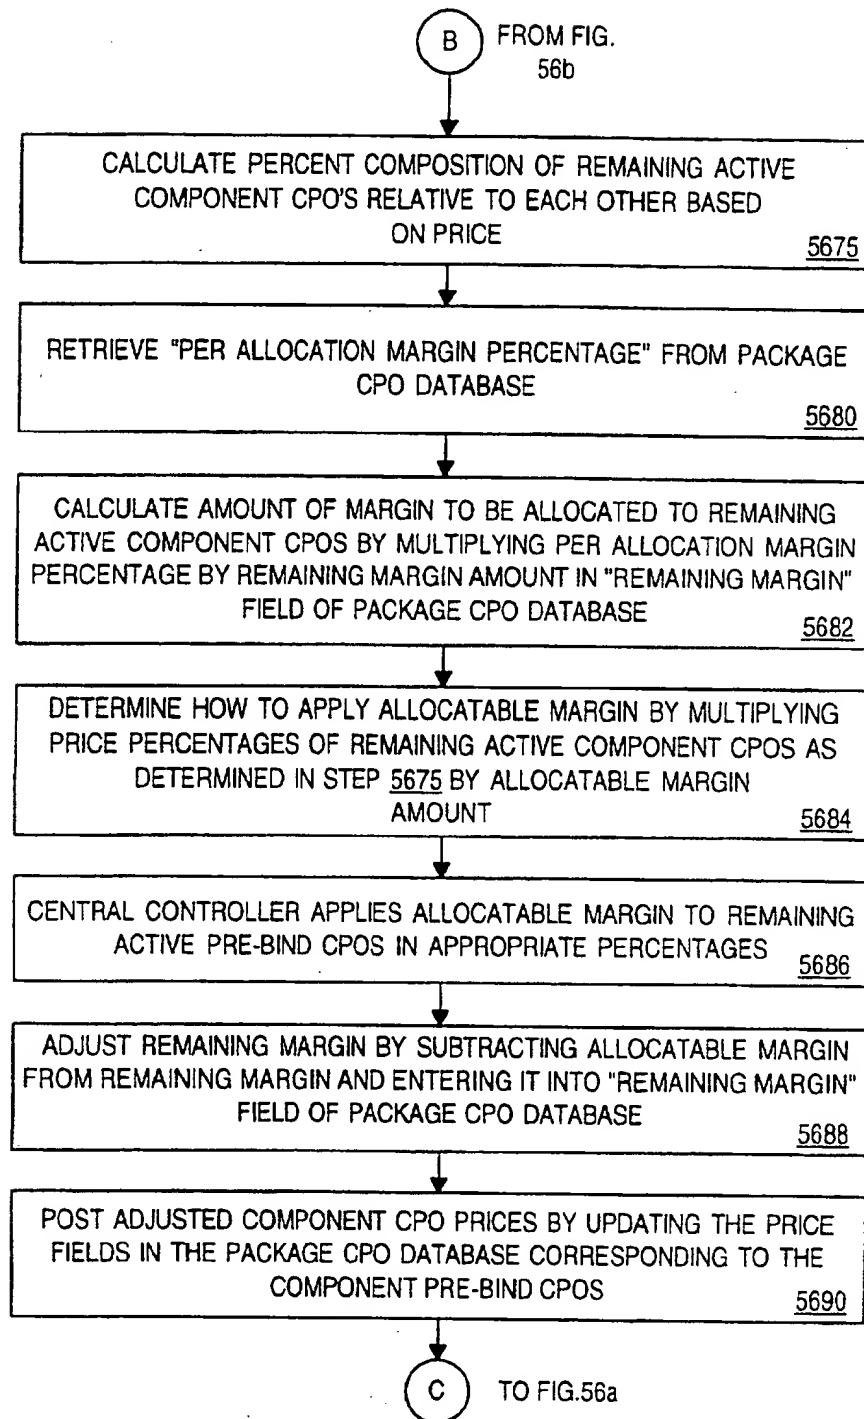 B FROM FIG.
56b
CALCULATE PERCENT COMPOSITION OF REMAINING ACTIVE
COMPONENT CPO'S RELATIVE TO EACH OTHER BASED
ON PRICE
5675
RETRIEVE "PER ALLOCATION MARGIN PERCENTAGE" FROM PACKAGE
CPO DATABASE
5680
CALCULATE AMOUNT OF MARGIN TO BE ALLOCATED TO REMAINING
ACTIVE COMPONENT CPOS BY MULTIPLYING PER ALLOCATION MARGIN
PERCENTAGE BY REMAINING MARGIN AMOUNT IN "REMAINING MARGIN"
FIELD OF PACKAGE CPO DATABASE
5682
DETERMINE HOW TO APPLY ALLOCATABLE MARGIN BY MULTIPLYING
PRICE PERCENTAGES OF REMAINING ACTIVE COMPONENT CPOS AS
DETERMINED IN STEP 5675 BY ALLOCATABLE MARGIN
AMOUNT
5684
CENTRAL CONTROLLER APPLIES ALLOCATABLE MARGIN TO REMAINING
ACTIVE PRE-BIND CPOS IN APPROPRIATE PERCENTAGES
5686
ADJUST REMAINING MARGIN BY SUBTRACTING ALLOCATABLE MARGIN
FROM REMAINING MARGIN AND ENTERING IT INTO "REMAINING MARGIN"
FIELD OF PACKAGE CPO DATABASE
5688
POST ADJUSTED COMPONENT CPO PRICES BY UPDATING THE PRICE
FIELDS IN THE PACKAGE CPO DATABASE CORRESPONDING TO THE
COMPONENT PRE-BIND CPOS
5690
C TO FIG.56a